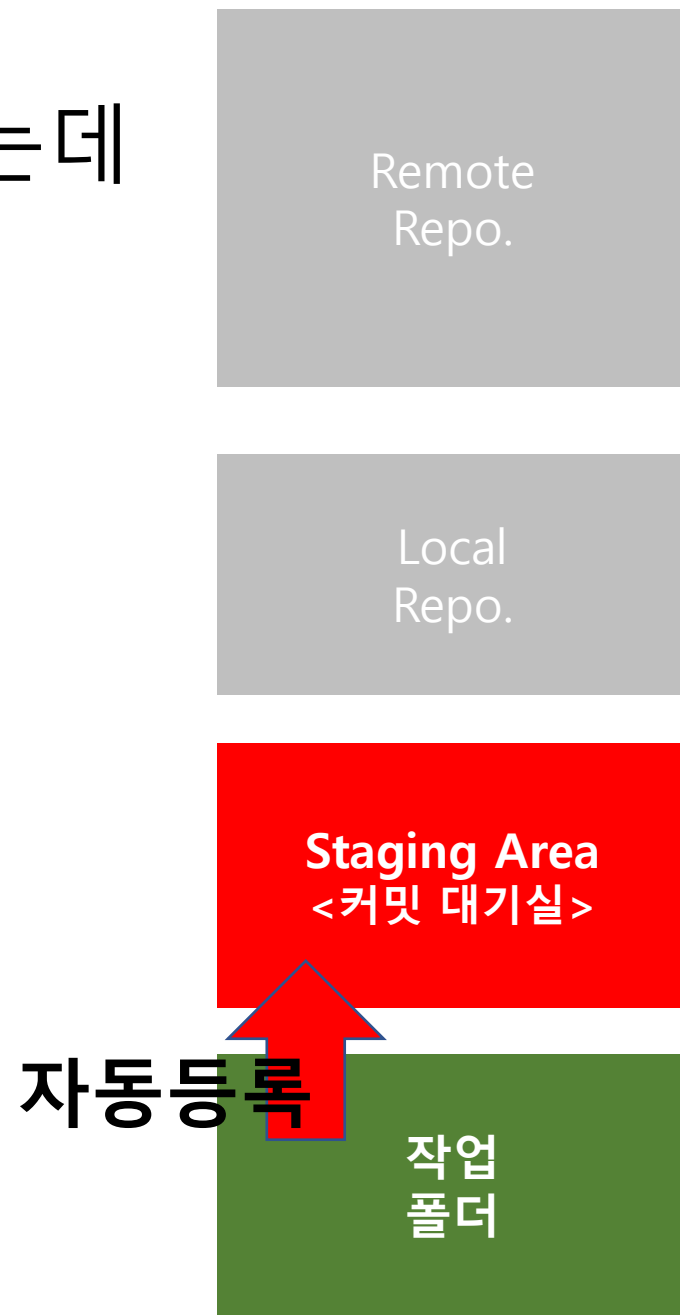 는데
Remote
Repo.
Local
Repo.
Staging Area
<커밋 대기실>
자동등록
작업
폴더